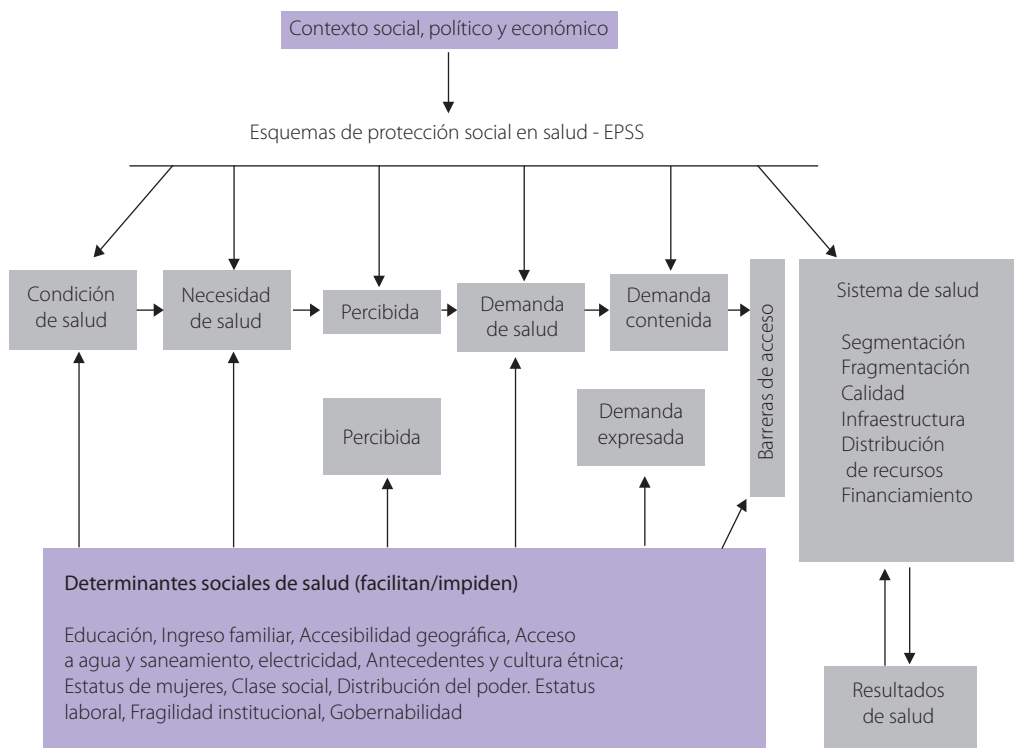 Contexto social, político y económico
Esquemas de protección social en salud - EPSS
Condición
de salud
Necesidad
de salud
Percibida
Demanda
de salud
Demanda
contenida
Barreras de acceso
Sistema de salud
Segmentación
Fragmentación
Calidad
Infraestructura
Distribución
de recursos
Financiamiento
Percibida
Demanda
expresada
Determinantes sociales de salud (facilitan/impiden)
Educación, Ingreso familiar, Accesibilidad geográfica, Acceso
a agua y saneamiento, electricidad, Antecedentes y cultura étnica;
Estatus de mujeres, Clase social, Distribución del poder. Estatus
laboral, Fragilidad institucional, Gobernabilidad
Resultados
de salud